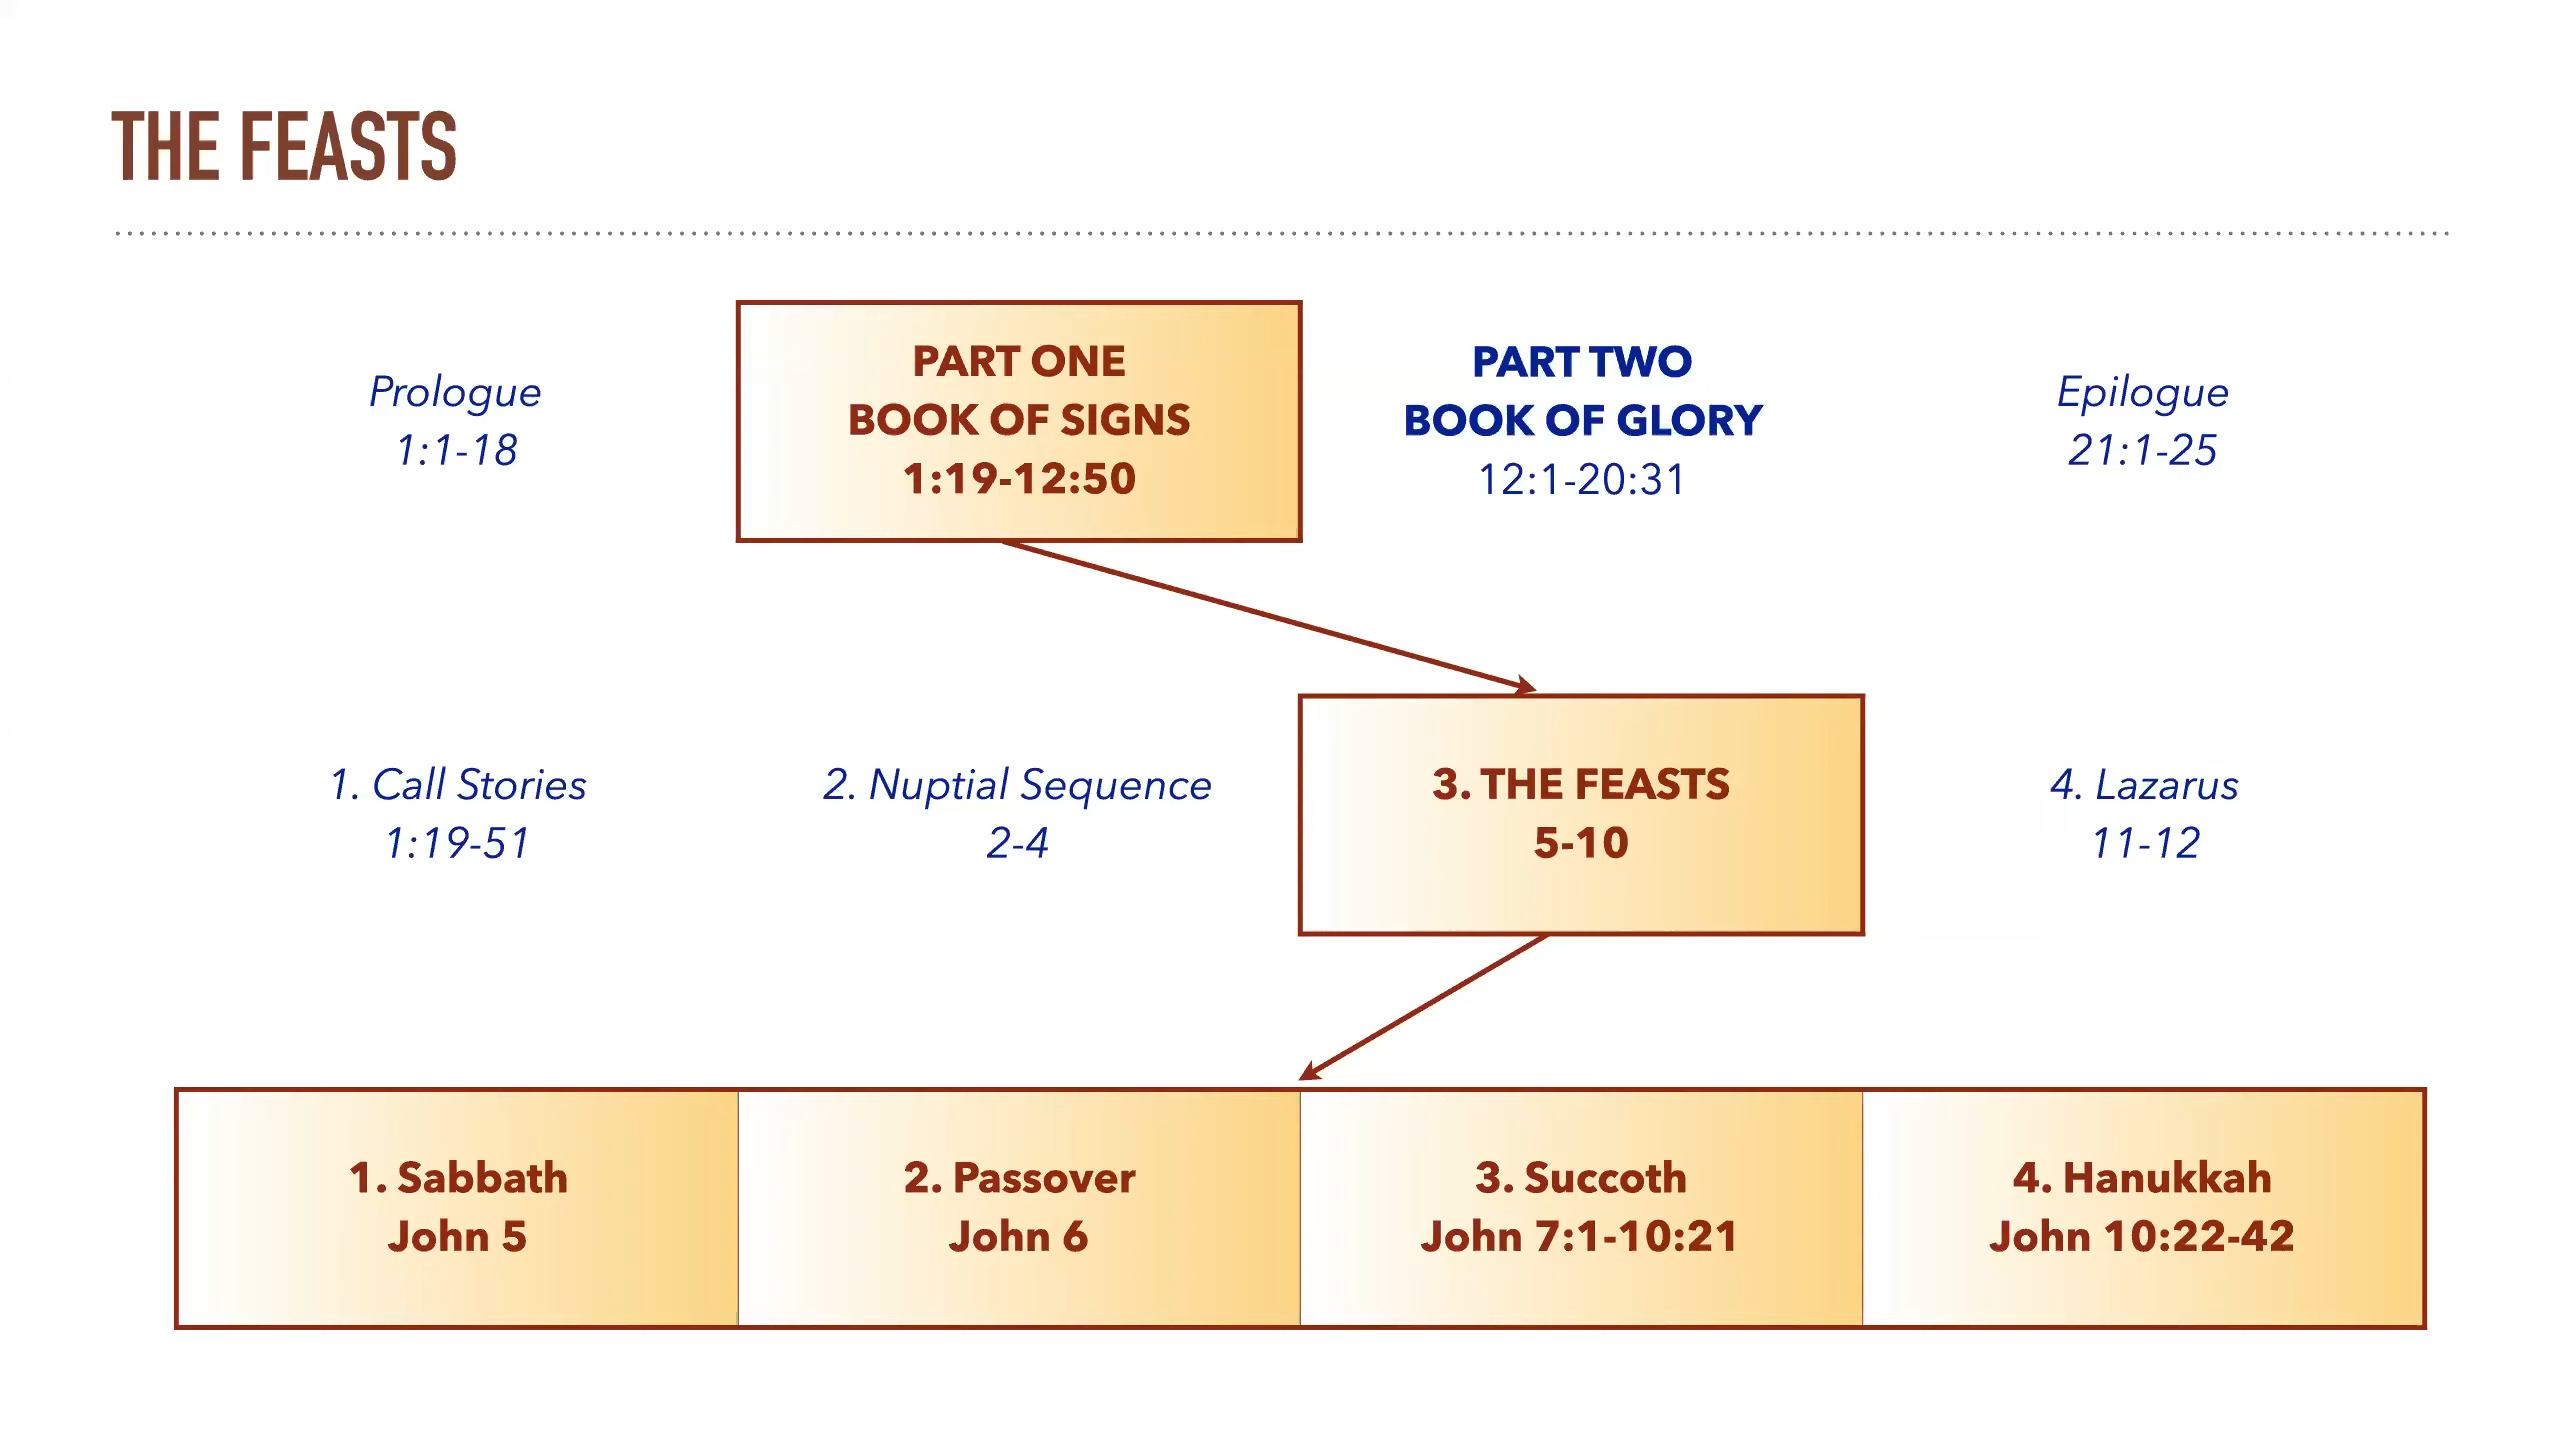 THE FEASTS
Prologue
1:1-18
PART ONE
BOOK OF SIGNS
1:19-12:50
PART TWO
BOOK OF GLORY
12:1-20:31
Epilogue
21:1-25
1. Call Stories
1:19-51
2. Nuptial Sequence
2-4
3. THE FEASTS
5-10
4. Lazarus
11-12
1. Sabbath
John 5
2. Passover
John 6
3. Succoth
John 7:1-10:21
4. Hanukkah
John 10:22-42